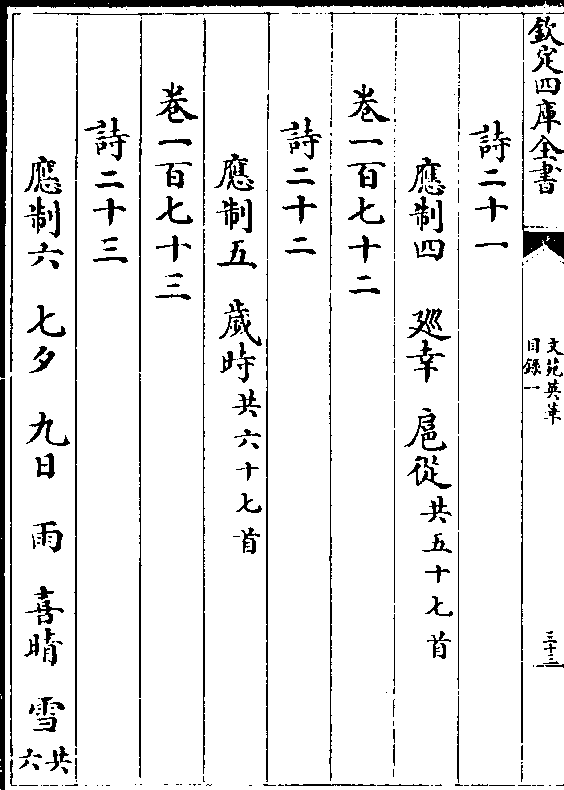 欽定四庫全書
文苑英華
目錄一
三十三
詩二十一
應制四 廵幸 扈從共五十七首
卷一百七十二
詩二十二
應制五 歲時共六十七首
卷一百七十三
詩二十三
應制六 七夕 九日 雨 喜晴 雪共六